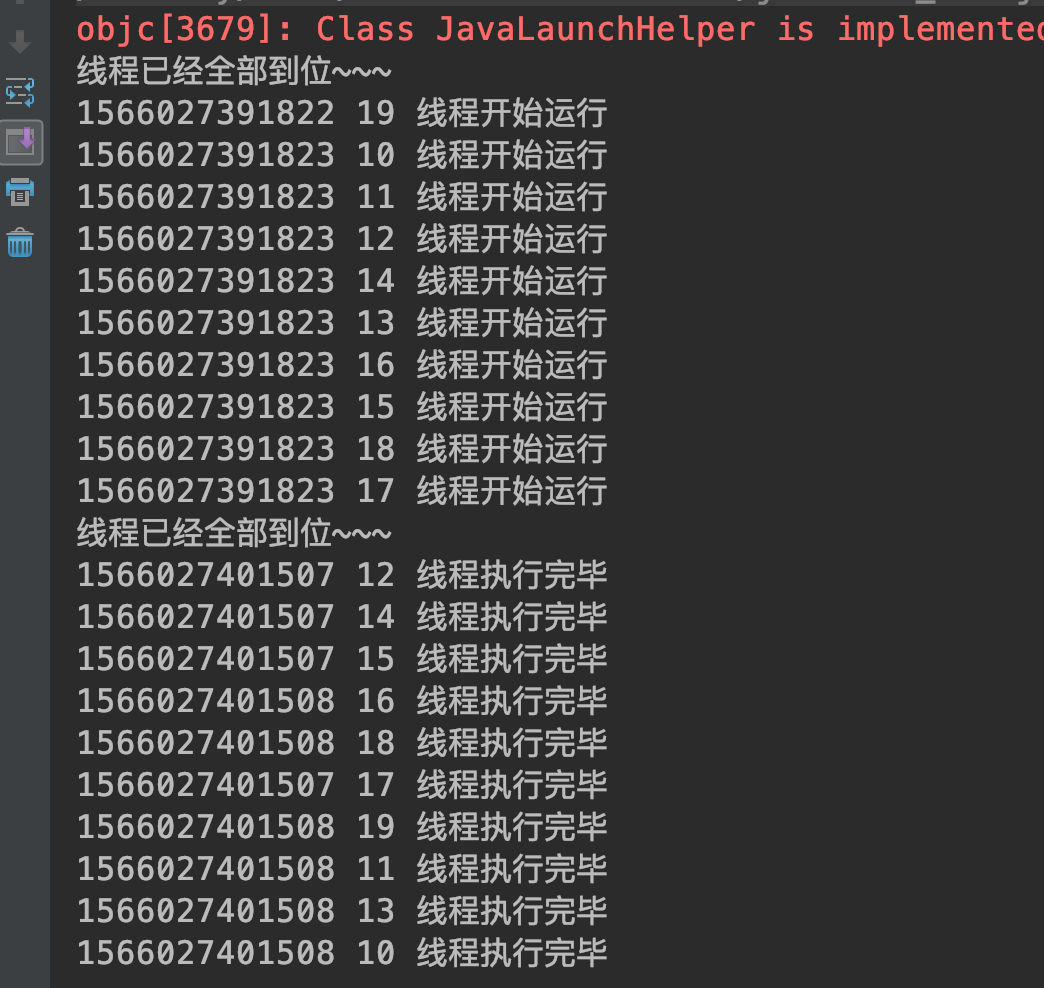 objc[3679]: Class JavaLaunchHelper is implemented
线程已经全部到位~~~
1566027391822 19 线程开始运行
1566027391823 10 线程开始运行
1566027391823 11 线程开始运行
1566027391823 12 线程开始运行
1566027391823 14 线程开始运行
1566027391823 13 线程开始运行
1566027391823 16 线程开始运行
1566027391823 15 线程开始运行
1566027391823 18 线程开始运行
1566027391823 17 线程开始运行
线程已经全部到位~~~
1566027401507 12 线程执行完毕
1566027401507 14 线程执行完毕
1566027401507 15 线程执行完毕
1566027401508 16 线程执行完毕
1566027401508 18 线程执行完毕
1566027401507 17 线程执行完毕
1566027401508 19 线程执行完毕
1566027401508 11 线程执行完毕
1566027401508 13 线程执行完毕
1566027401508 10 线程执行完毕